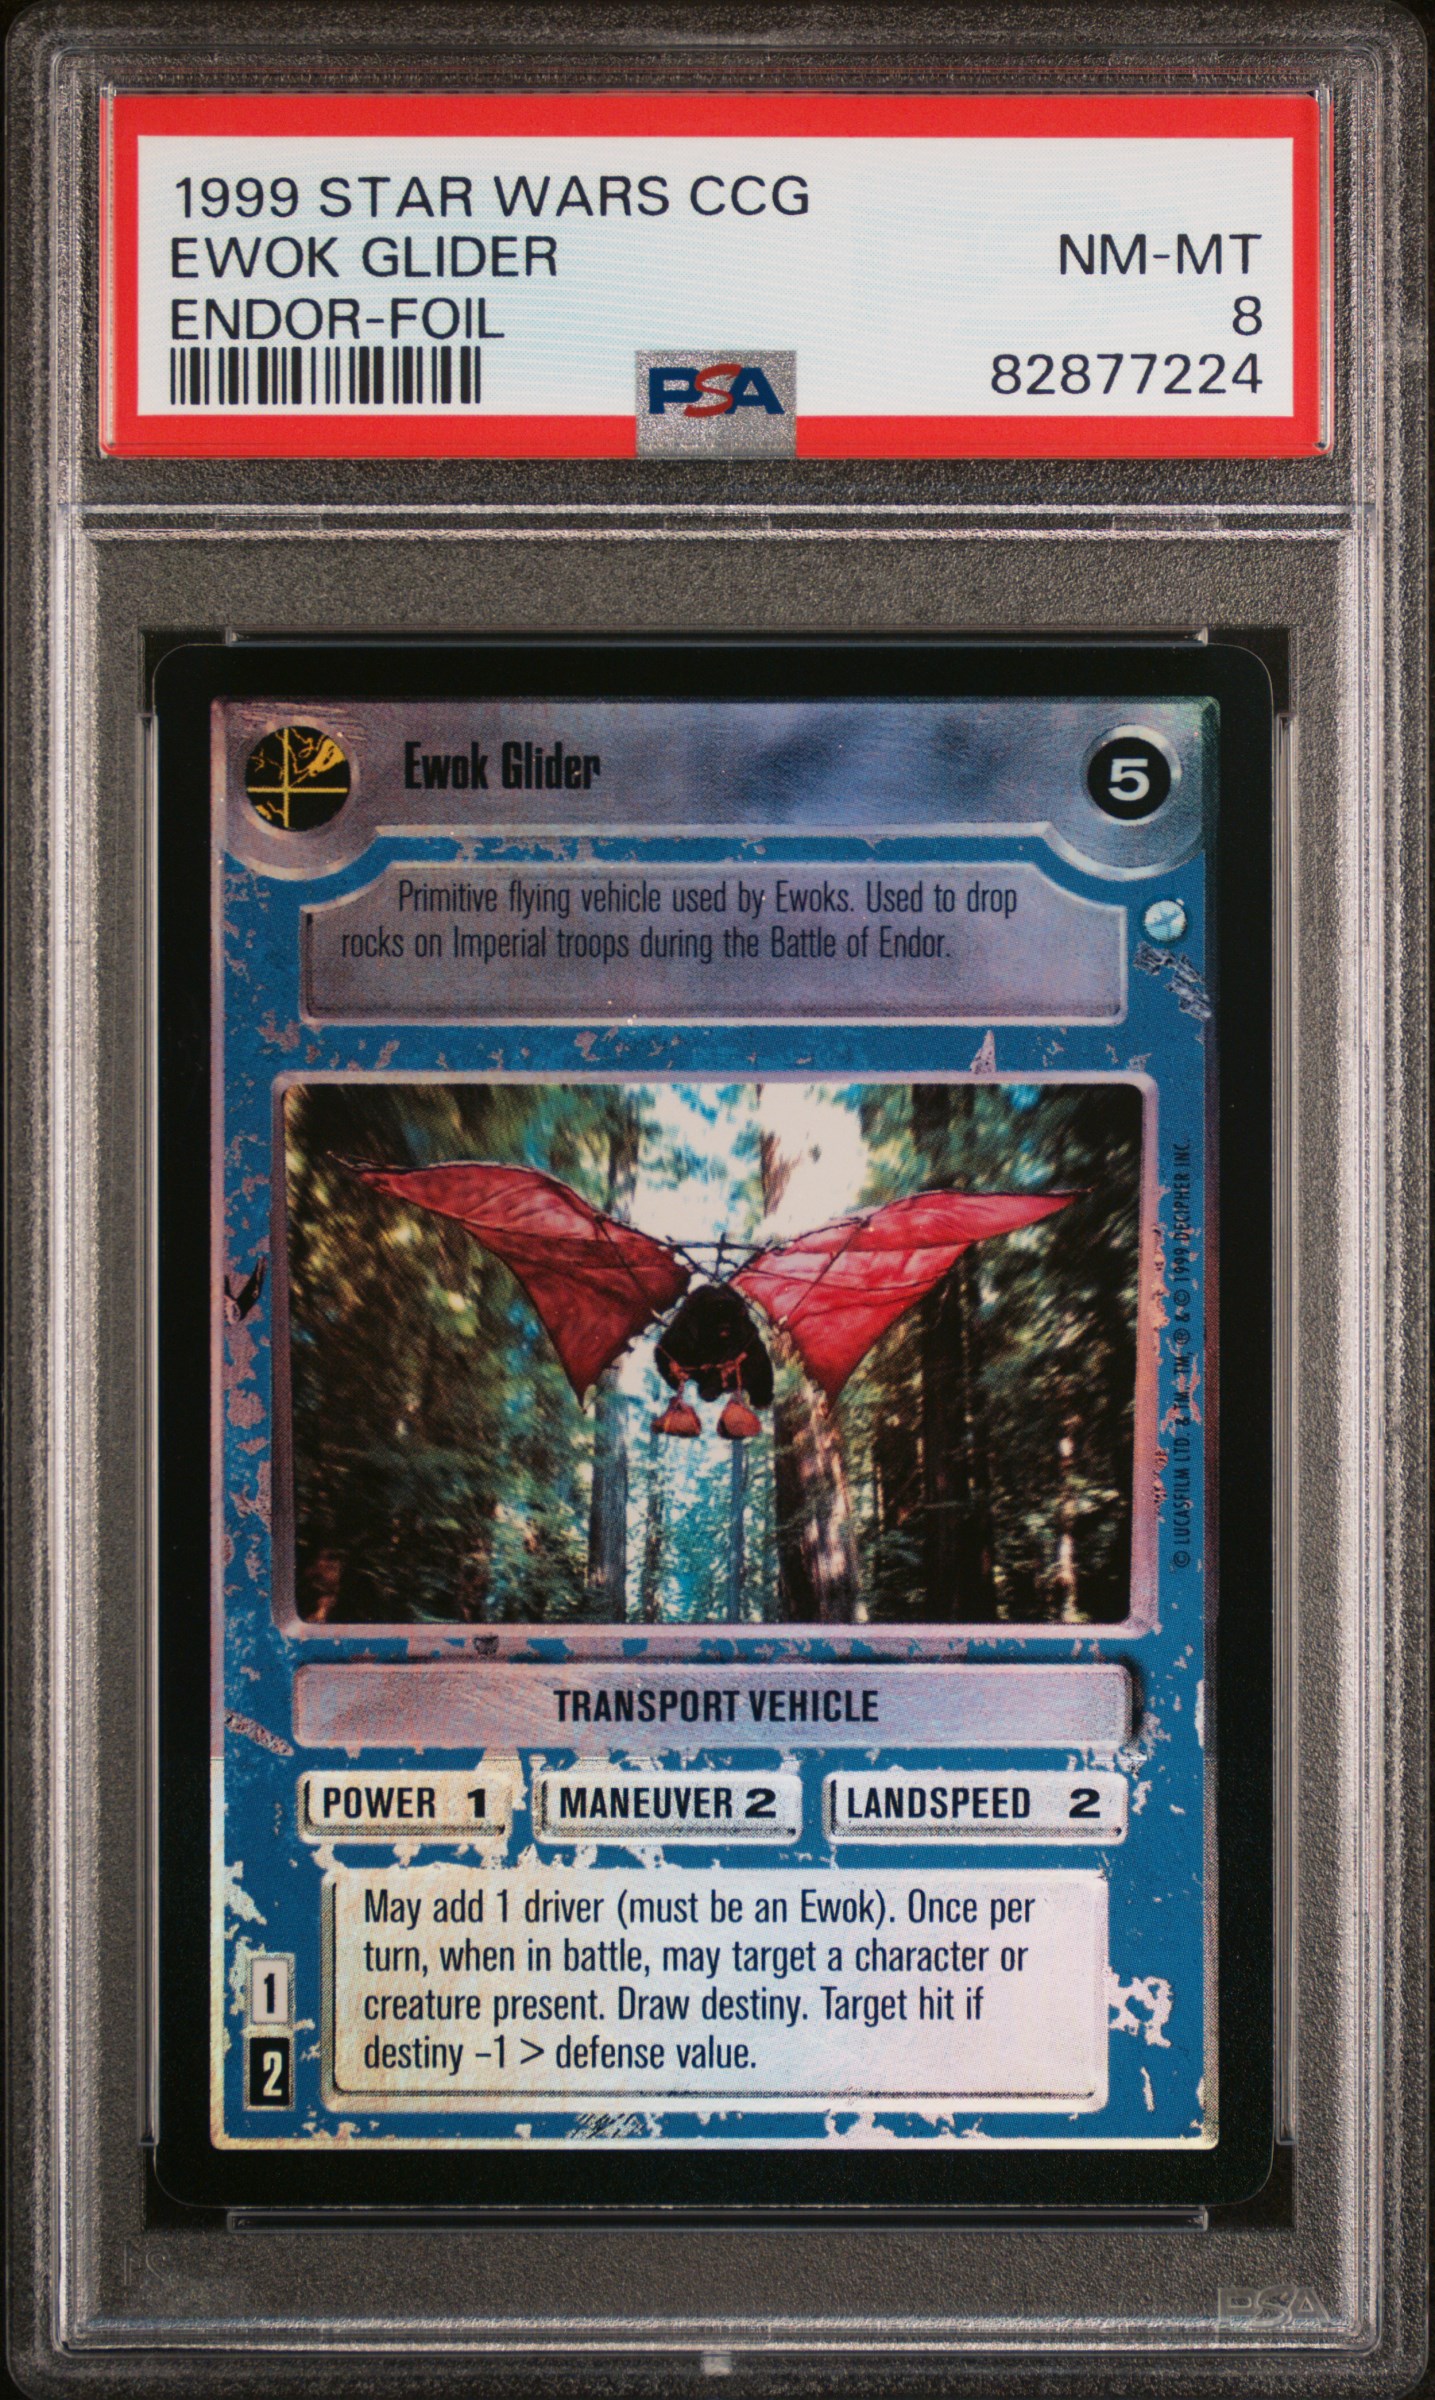 1999 STAR WARS CCG
EWOK GLIDER
NM-MT
ENDOR-FOIL
8
82877224
PSA
Ewok Glider
5
Primitive flying vehicle used by Ewoks. Used to drop
rocks on Imperial troops during the Battle of Endor.
© LUCASFILM LTD. & TM, TM, ® & © 1999 DECIPHER INC.
TRANSPORT VEHICLE
POWER 1
MANEUVER 2
LANDSPEED 2
May add 1 driver (must be an Ewok). Once per
turn, when in battle, may target a character or
creature present. Draw destiny. Target hit if
destiny –1 > defense value.
1
2
PSA